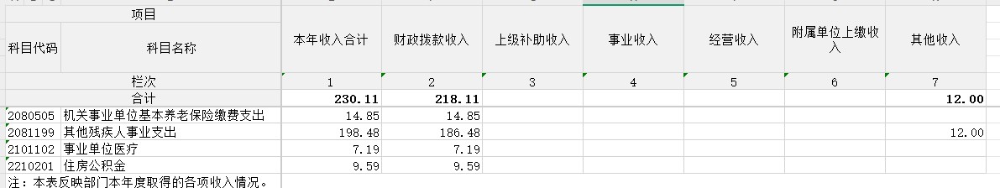 项目
科目代码 科目名称 本年收入合计 财政拨款收入 上级补助收入 事业收入 经营收入 附属单位上缴收入 其他收入
栏次 1 2 3 4 5 6 7
合计 230.11 218.11 12.00
2080505 机关事业单位基本养老保险缴费支出 14.85 14.85
2081199 其他残疾人事业支出 198.48 186.48 12.00
2101102 事业单位医疗 7.19 7.19
2210201 住房公积金 9.59 9.59
注：本表反映部门本年度取得的各项收入情况。